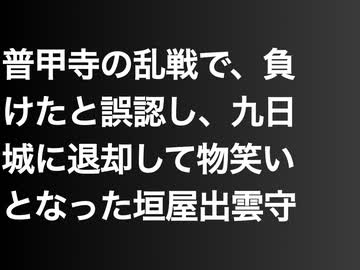 普甲寺の乱戦で、負
けたと誤認し、九日
城に退却して物笑い
となった垣屋出雲守